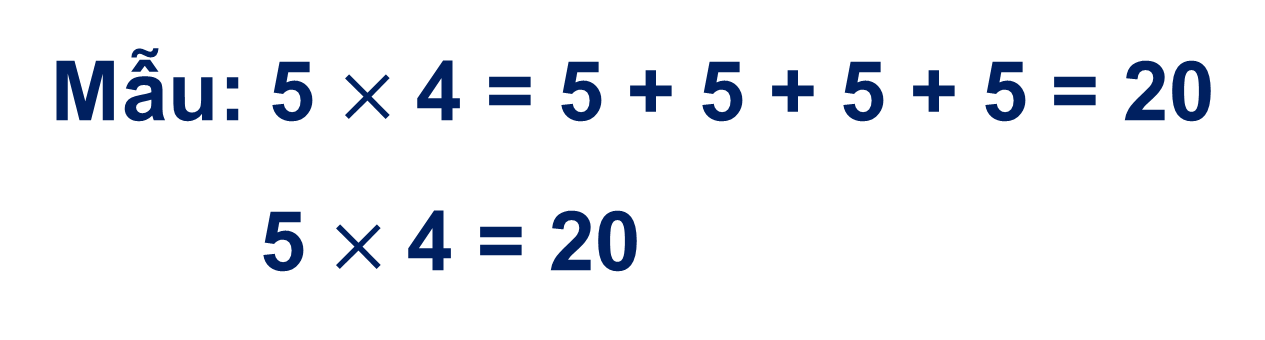 Mẫu: 5 × 4 = 5 + 5 + 5 + 5 = 20
5 × 4 = 20